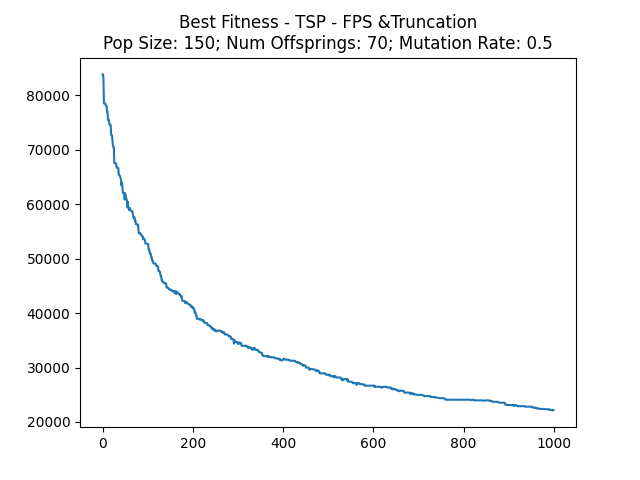 Best Fitness - TSP - FPS &Truncation
Pop Size: 150; Num Offsprings: 70; Mutation Rate: 0.5
80000
70000
60000
50000
40000
30000
20000
0 200 400 600 800 1000